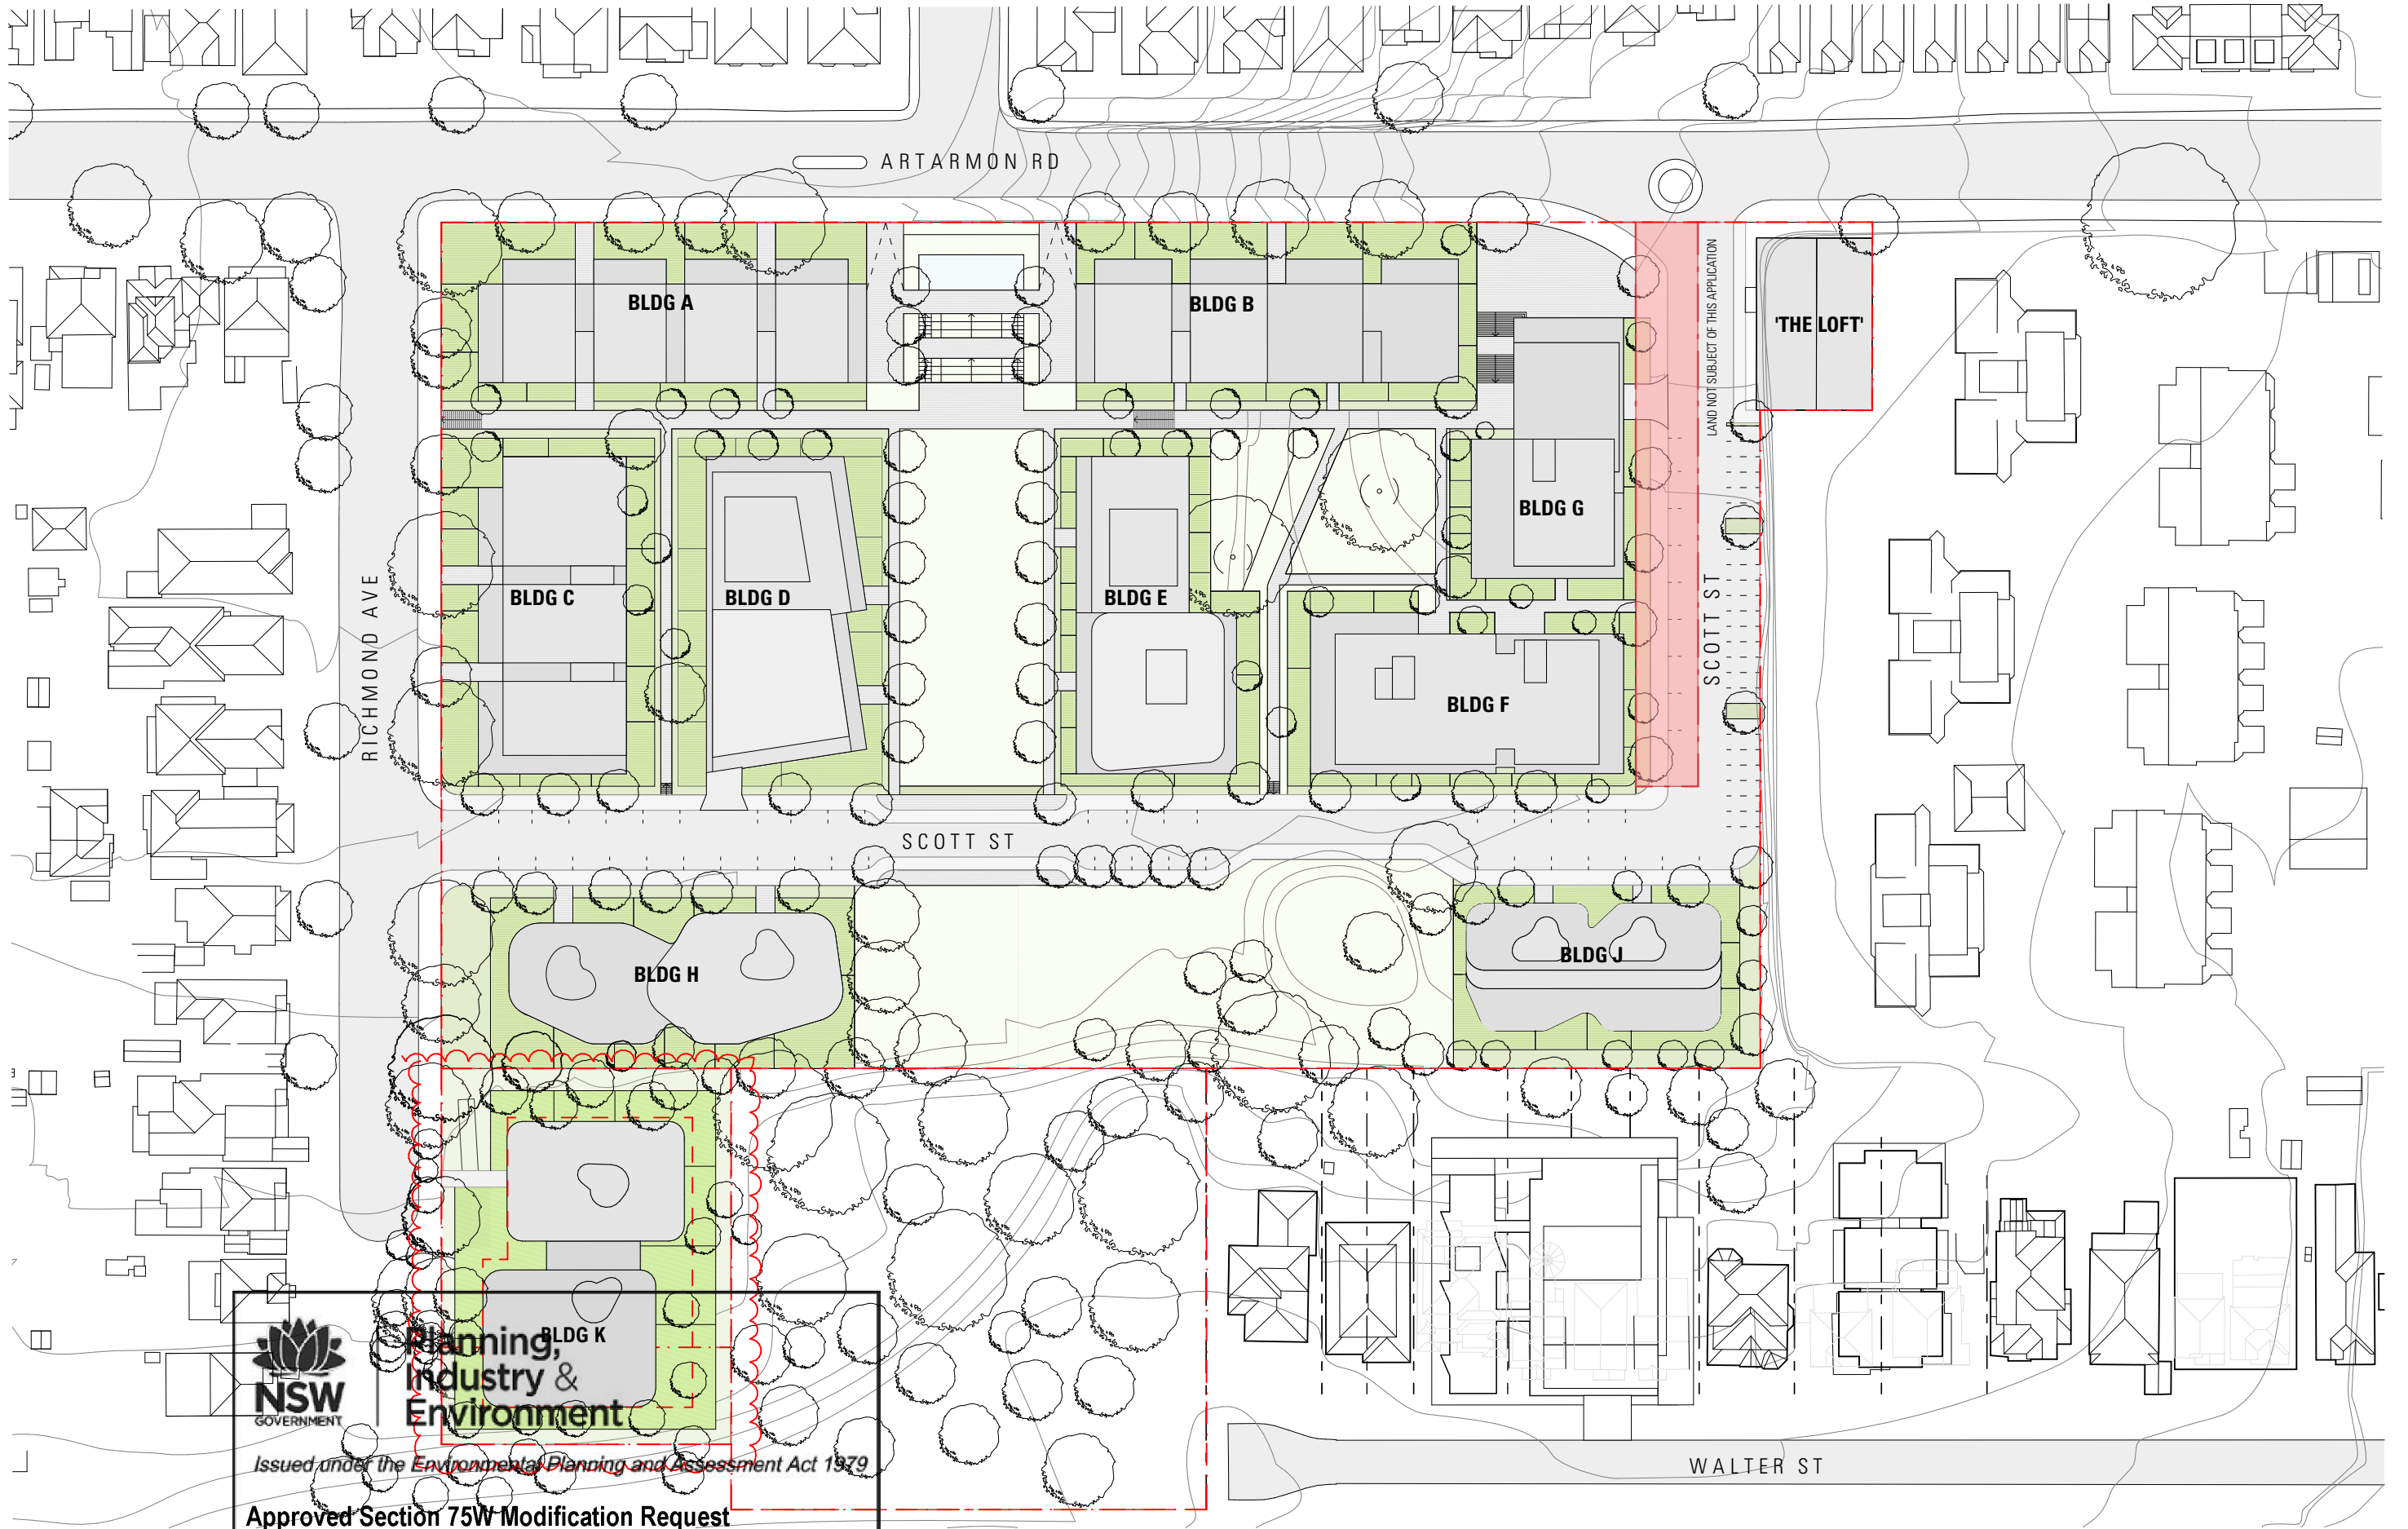 ARTARMON RD
BLDG A
BLDG B
LAND NOT SUBJECT OF THIS APPLICATION
'THE LOFT'
BLDG G
RICHMOND AVE
BLDG C
BLDG D
BLDG E
SCOTT ST
BLDG F
SCOTT ST
BLDG H
BLDG J
BLDG K
NSW
GOVERNMENT
Planning,
Industry &
Environment
Issued under the Environmental Planning and Assessment Act 1979
WALTER ST
Approved Section 75W Modification Request